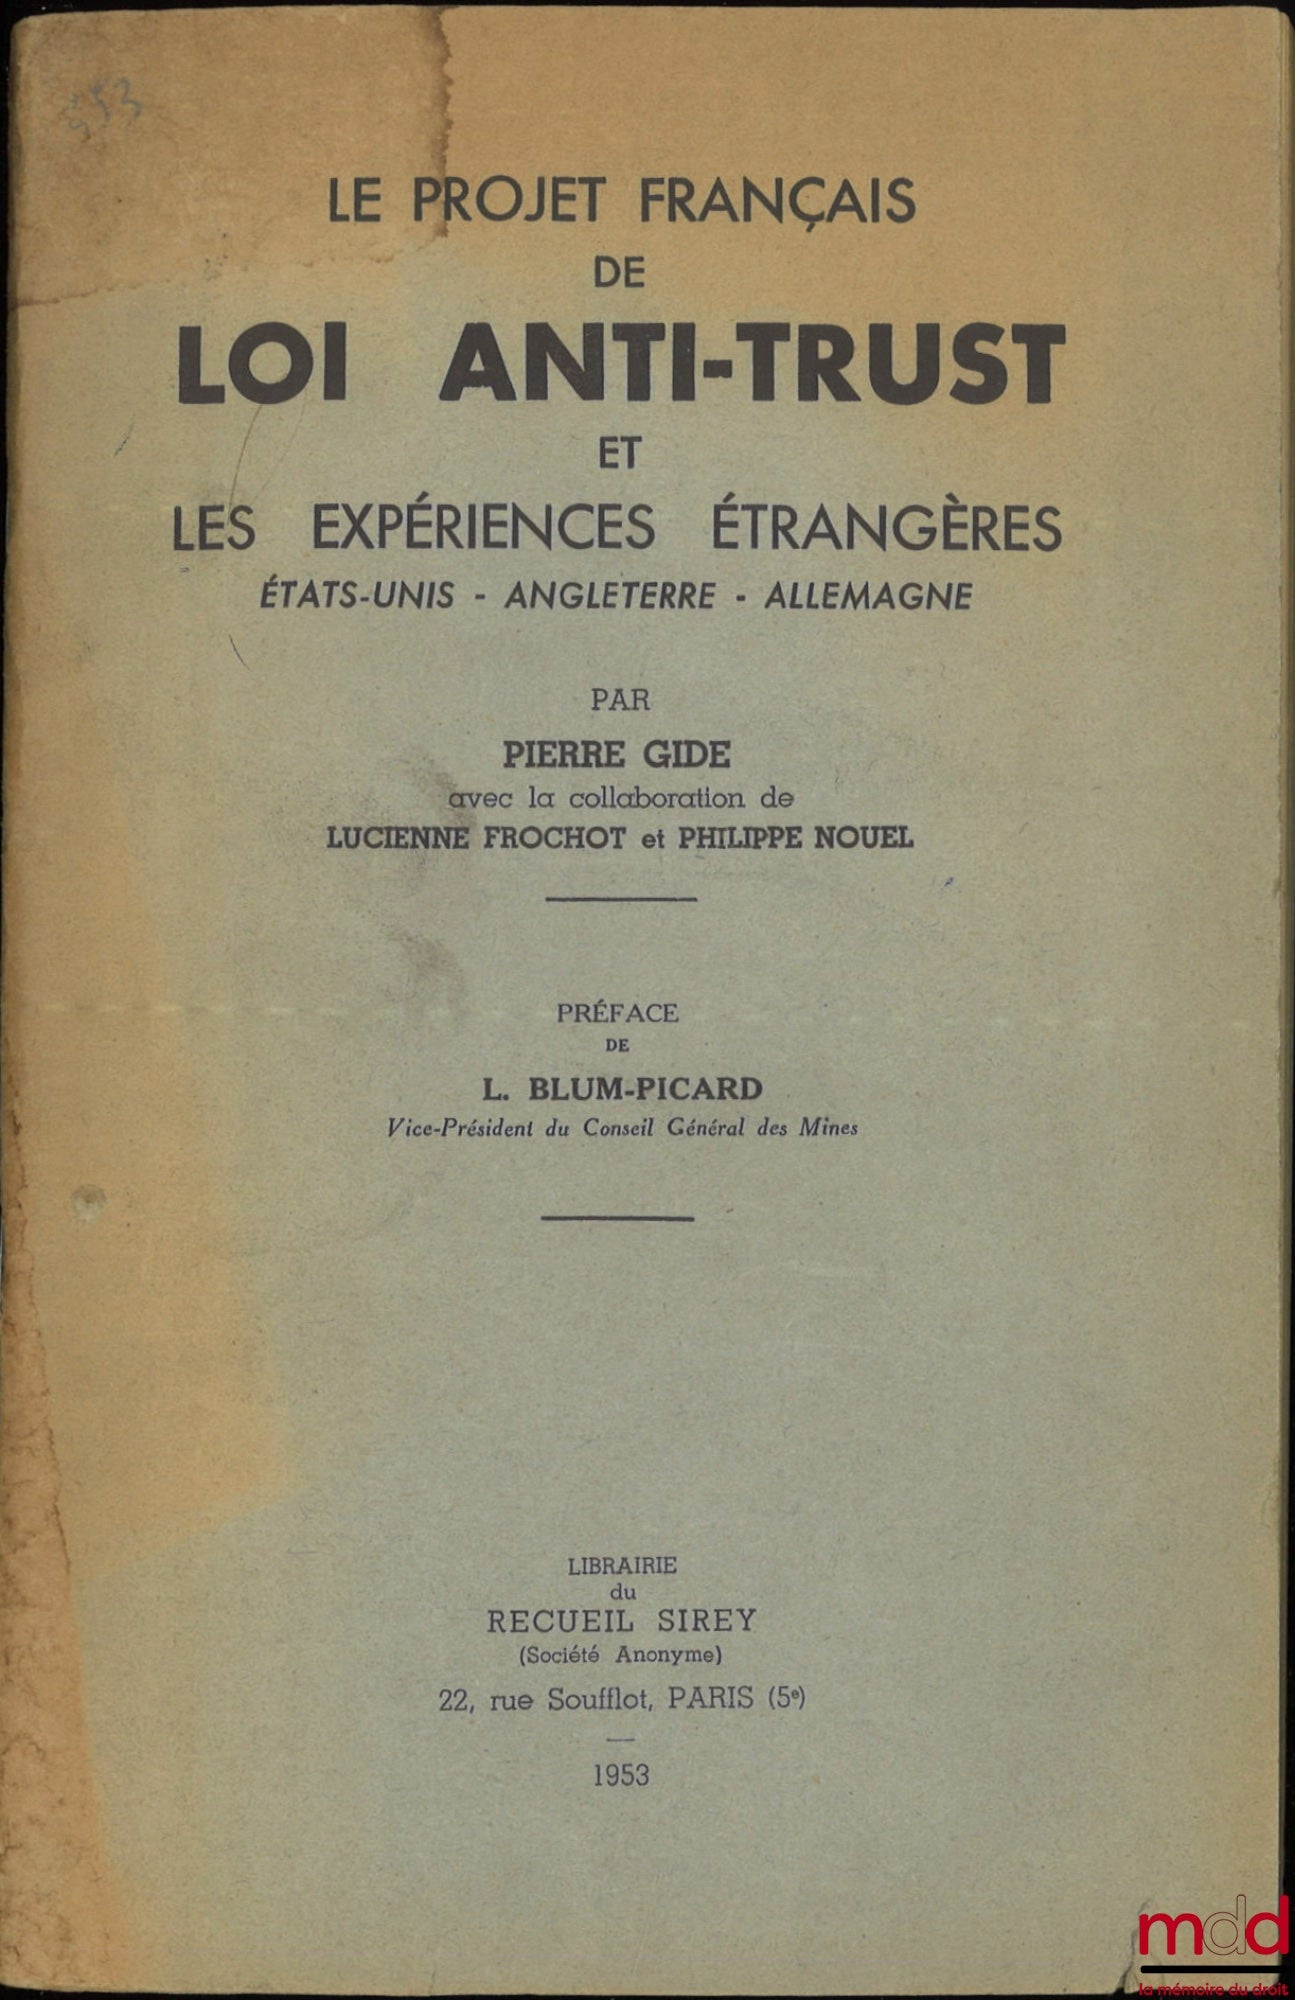 LE PROJET FRANÇAIS
DE
LOI ANTI-TRUST
ET
LES EXPÉRIENCES ÉTRANGÈRES
ÉTATS-UNIS - ANGLETERRE - ALLEMAGNE
PAR
PIERRE GIDE
avec la collaboration de
LUCIENNE FROCHOT et PHILIPPE NOUEL
PRÉFACE
DE
L. BLUM-PICARD
Vice-Président du Conseil Général des Mines
LIBRAIRIE
du
RECUEIL SIREY
(Société Anonyme)
22, rue Soufflot, PARIS (5e)
1953
mdd
la mémoire du droit